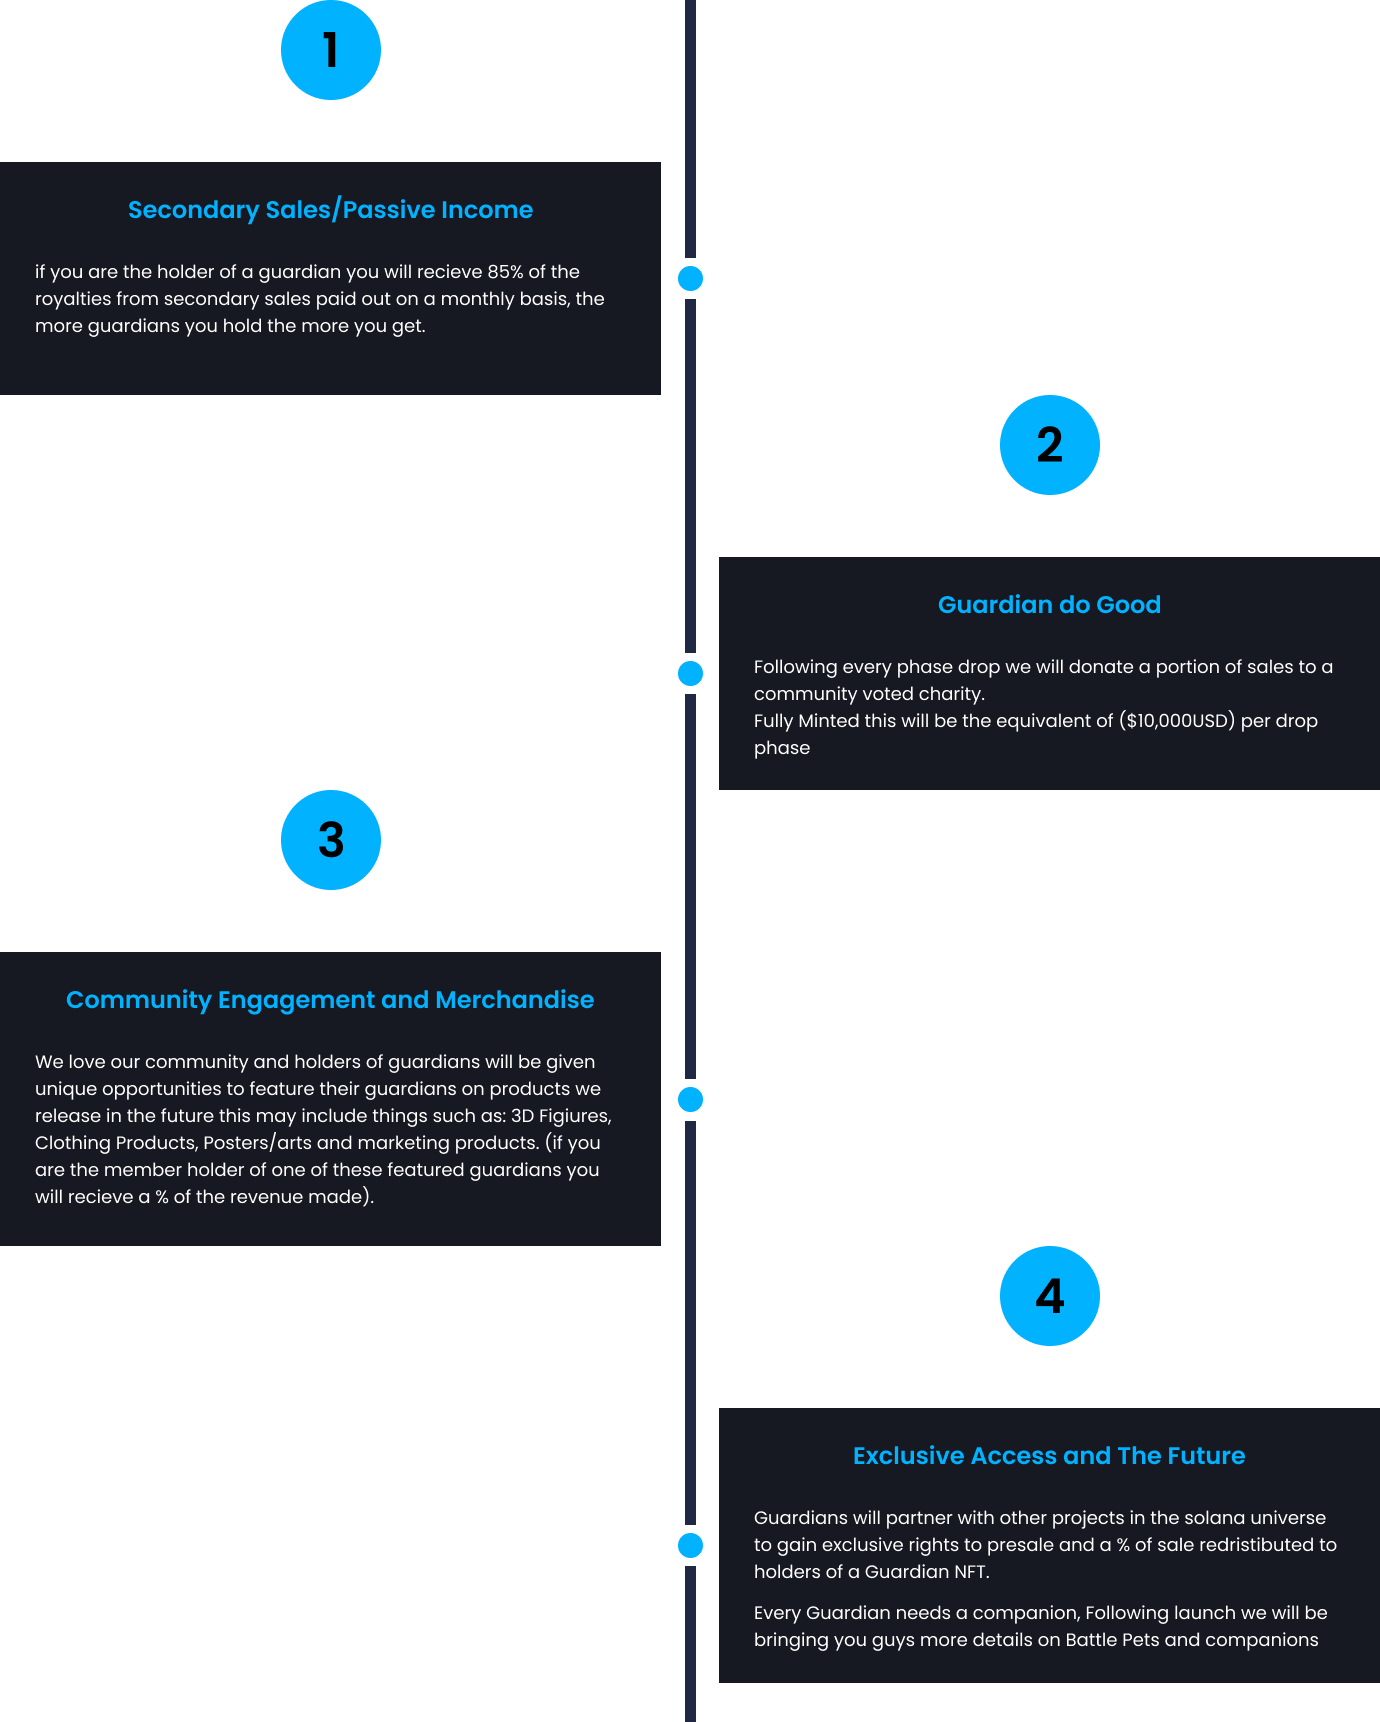 1
Secondary Sales/Passive Income
if you are the holder of a guardian you will recieve 85% of the
royalties from secondary sales paid out on a monthly basis, the
more guardians you hold the more you get.
2
Guardian do Good
Following every phase drop we will donate a portion of sales to a
community voted charity.
Fully Minted this will be the equivalent of ($10,000USD) per drop
phase
3
Community Engagement and Merchandise
We love our community and holders of guardians will be given
unique opportunities to feature their guardians on products we
release in the future this may include things such as: 3D Figiures,
Clothing Products, Posters/arts and marketing products. (if you
are the member holder of one of these featured guardians you
will recieve a % of the revenue made).
4
Exclusive Access and The Future
Guardians will partner with other projects in the solana universe
to gain exclusive rights to presale and a % of sale redristibuted to
holders of a Guardian NFT.
Every Guardian needs a companion, Following launch we will be
bringing you guys more details on Battle Pets and companions